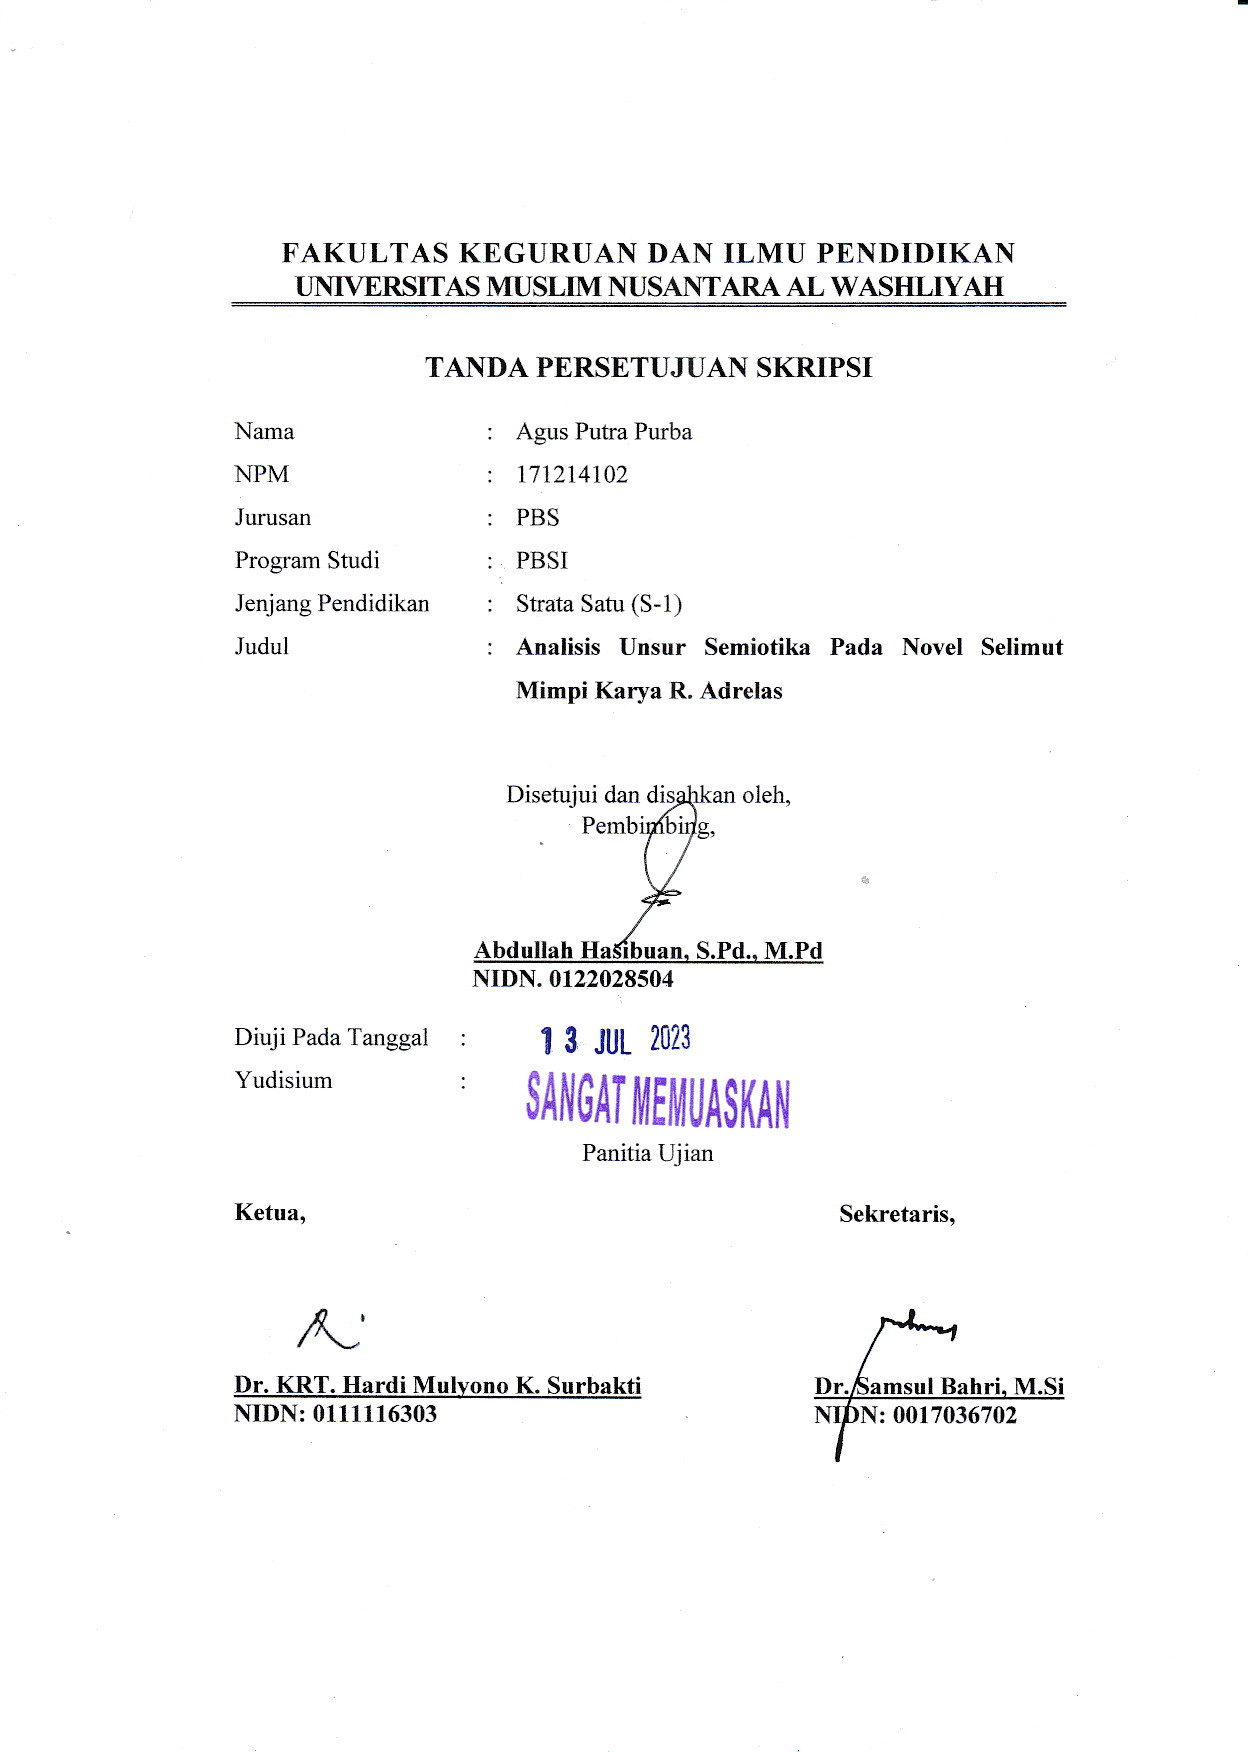 FAKULTAS KEGURUAN DAN ILMU PENDIDIKAN
UNIVERSITAS MUSLIM NUSANTARA AL WASHLIYAH
TANDA PERSETUJUAN SKRIPSI
Nama : Agus Putra Purba
NPM : 171214102
Jurusan : PBS
Program Studi : PBSI
Jenjang Pendidikan : Strata Satu (S-1)
Judul : Analisis Unsur Semiotika Pada Novel Selimut
Mimpi Karya R. Adrelas
Disetujui dan disahkan oleh,
Pembimbing,
Abdullah Hasibuan, S.Pd., M.Pd
NIDN. 0122028504
Diuji Pada Tanggal : 13 JUL 2023
Yudisium : SANGAT MEMUASKAN
Panitia Ujian
Ketua, Sekretaris,
Dr. KRT. Hardi Mulyono K. Surbakti Dr. Samsul Bahri, M.Si
NIDN: 0111116303 NIDN: 0017036702